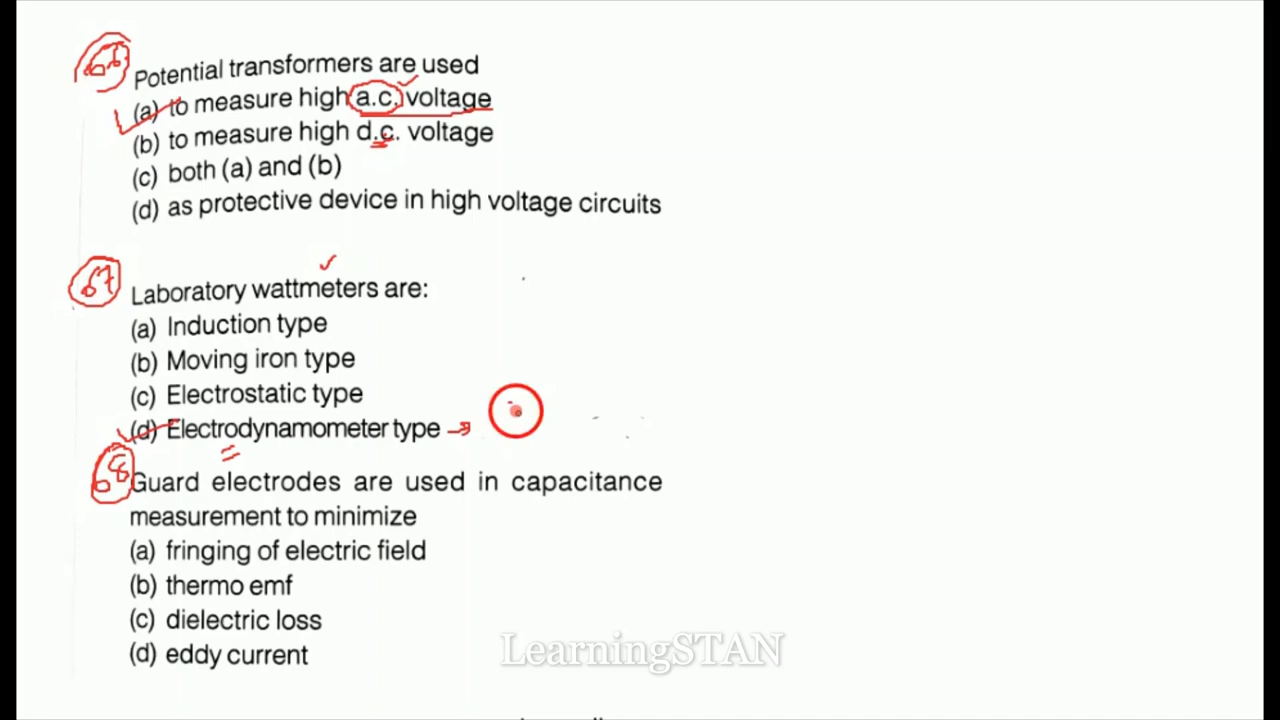 66
Potential transformers are used
(a) to measure high a.c. voltage
(b) to measure high d.c. voltage
(c) both (a) and (b)
(d) as protective device in high voltage circuits
67
Laboratory wattmeters are:
(a) Induction type
(b) Moving iron type
(c) Electrostatic type
(d) Electrodynamometer type
68
Guard electrodes are used in capacitance
measurement to minimize
(a) fringing of electric field
(b) thermo emf
(c) dielectric loss
(d) eddy current
LearningSTAN